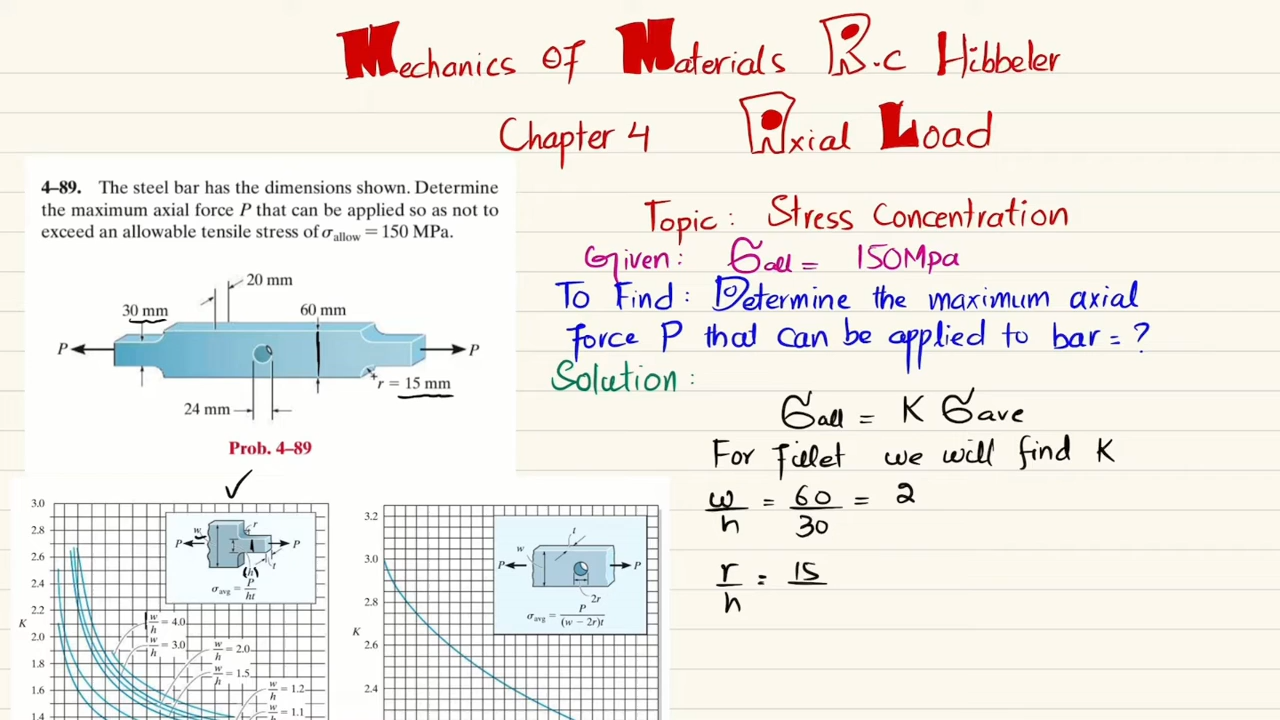 Mechanics Of Materials R.c Hibbeler
Chapter 4 Axial Load
4–89. The steel bar has the dimensions shown. Determine
the maximum axial force P that can be applied so as not to
exceed an allowable tensile stress of σallow = 150 MPa.
20 mm
30 mm
60 mm
P
P
r = 15 mm
24 mm
Prob. 4–89
Topic: Stress Concentration
Given: σall = 150Mpa
To Find: Determine the maximum axial
force P that can be applied to bar = ?
Solution:
σall = K σave
For Fillet we will find K
w/h = 60/30 = 2
r/h = 15
3.0
2.8
2.6
2.4
2.2
2.0
1.8
1.6
1.4
K
w
r
P
P
h
t
σavg = P/ht
w/h = 4.0
w/h = 3.0
w/h = 2.0
w/h = 1.5
w/h = 1.2
w/h = 1.1
3.2
3.0
2.8
2.6
2.4
K
t
w
P
P
2r
σavg = P/(w – 2r)t